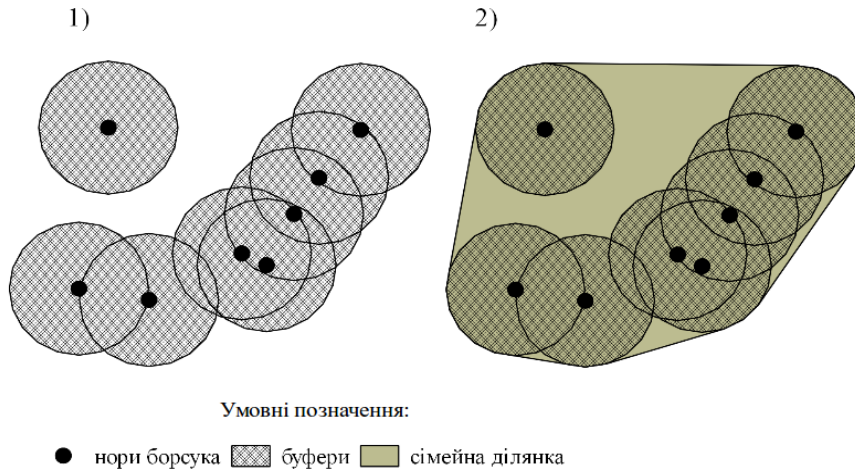 1) 2)
Умовні позначення:
нори борсука буфери сімейна ділянка